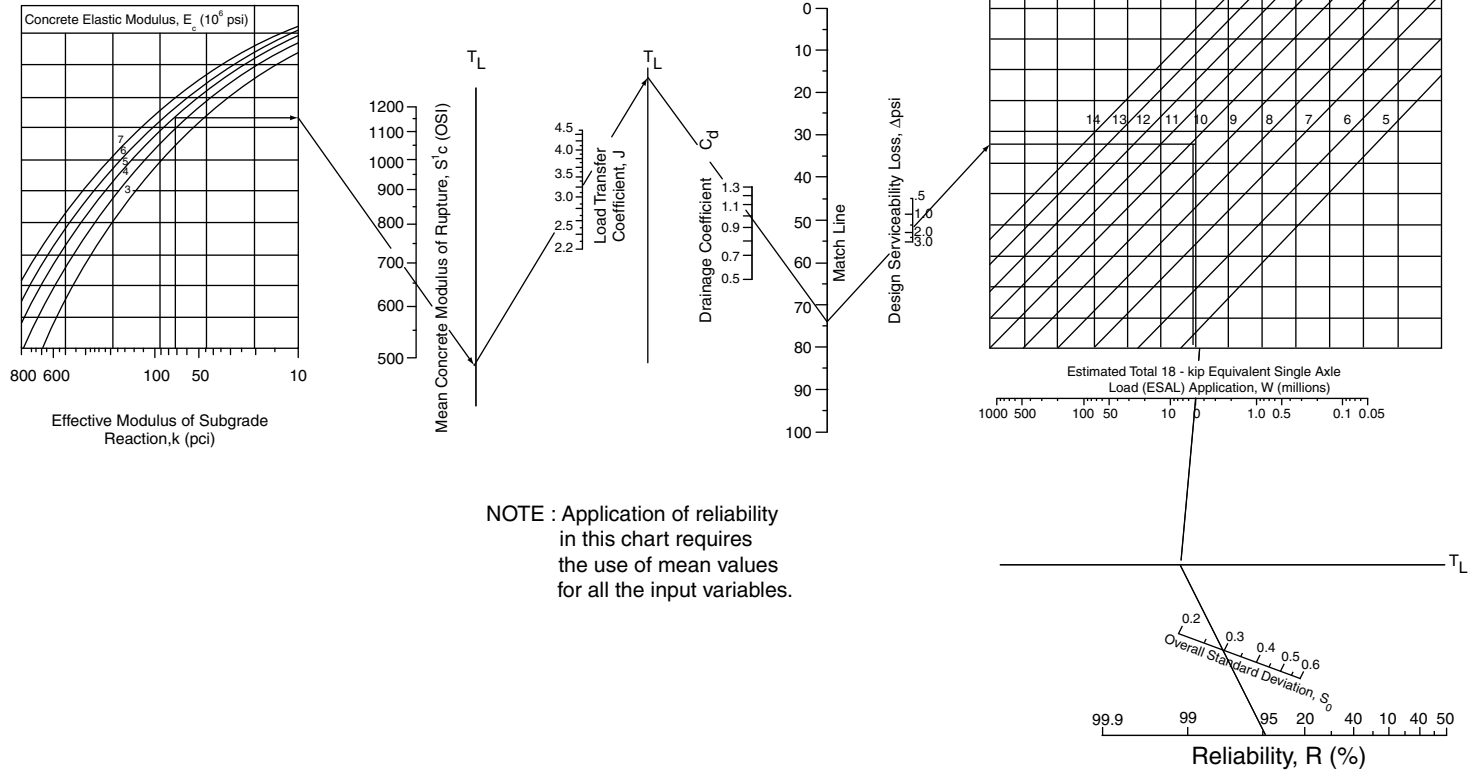 Concrete Elastic Modulus, Ec (10^6 psi)
7
6
5
4
3
800 600 100 50 10
Effective Modulus of Subgrade
Reaction,k (pci)
1200
1100
1000
900
800
700
600
500
Mean Concrete Modulus of Rupture, S¹c (OSI)
TL
4.5
4.0
3.5
3.0
2.5
2.2
Load Transfer
Coefficient, J
TL
Drainage Coefficient Cd
1.3
1.1
0.9
0.7
0.5
0
10
20
30
40
50
60
70
80
90
100
Match Line
Design Serviceability Loss, Δpsi
.5
1.0
2.0
3.0
14 13 12 11 10 9 8 7 6 5
Estimated Total 18 - kip Equivalent Single Axle
Load (ESAL) Application, W (millions)
1000 500 100 50 10 0 1.0 0.5 0.1 0.05
NOTE : Application of reliability
in this chart requires
the use of mean values
for all the input variables.
TL
0.2 0.3 0.4 0.5 0.6
Overall Standard Deviation, S0
99.9 99 95 20 40 10 40 50
Reliability, R (%)